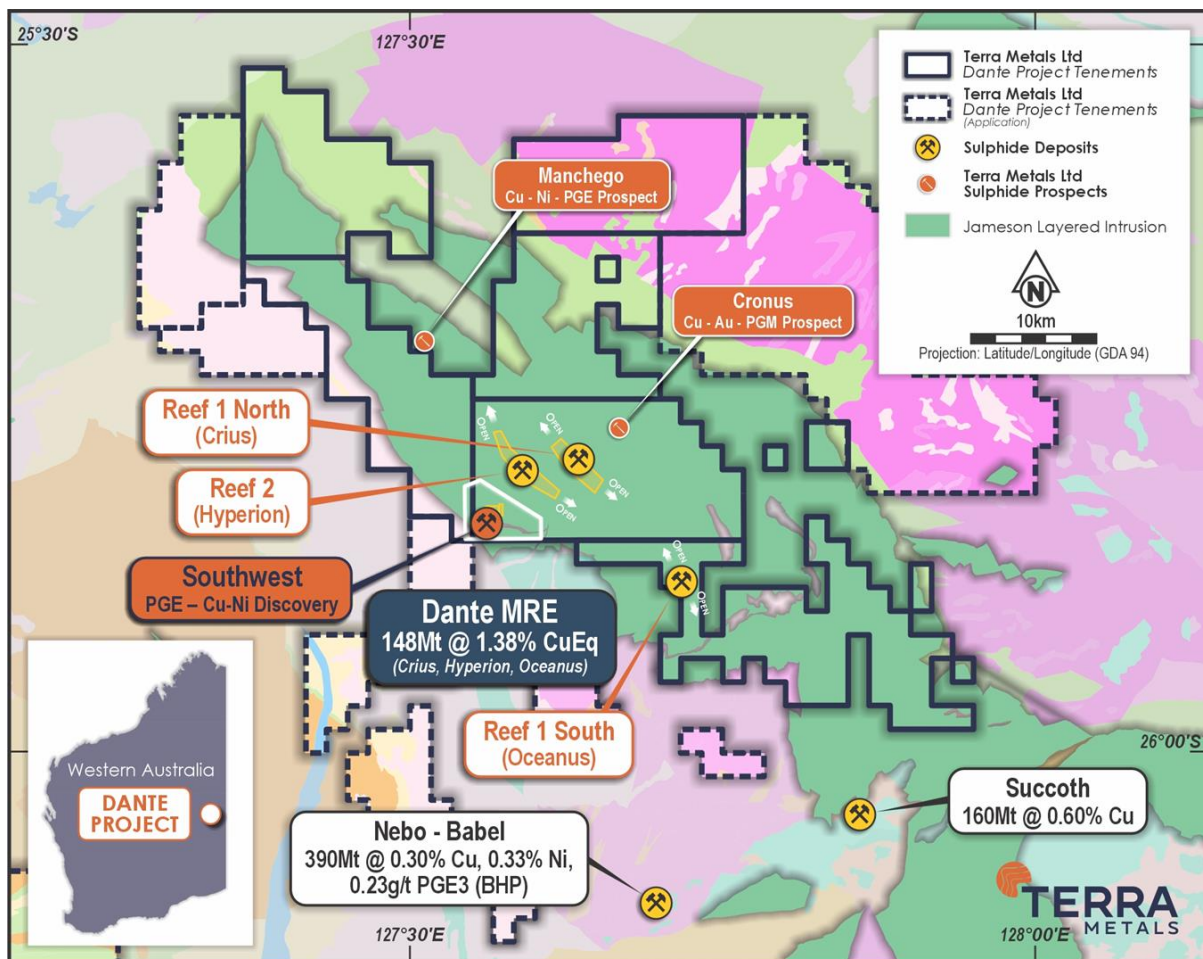 25°30'S
127°30'E
Terra Metals Ltd
Dante Project Tenements
Terra Metals Ltd
Dante Project Tenements
(Application)
Sulphide Deposits
Terra Metals Ltd
Sulphide Prospects
Jameson Layered Intrusion
N
10km
Projection: Latitude/Longitude (GDA 94)
Manchego
Cu - Ni - PGE Prospect
Cronus
Cu - Au - PGM Prospect
Reef 1 North
(Crius)
OPEN
OPEN
Reef 2
(Hyperion)
OPEN
OPEN
Southwest
PGE – Cu-Ni Discovery
OPEN
OPEN
Dante MRE
148Mt @ 1.38% CuEq
(Crius, Hyperion, Oceanus)
Reef 1 South
(Oceanus)
26°00'S
Western Australia
DANTE
PROJECT
Succoth
160Mt @ 0.60% Cu
Nebo - Babel
390Mt @ 0.30% Cu, 0.33% Ni,
0.23g/t PGE3 (BHP)
TERRA
METALS
127°30'E
128°00'E